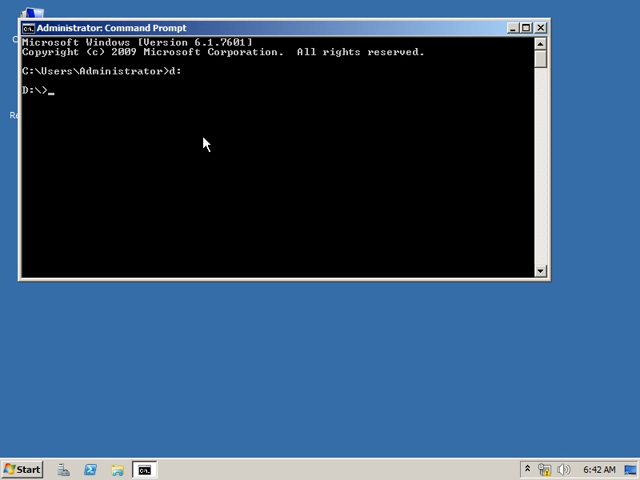 Administrator: Command Prompt
Microsoft Windows [Version 6.1.7601]
Copyright (c) 2009 Microsoft Corporation.  All rights reserved.
C:\Users\Administrator>d:
D:\>_
Start
6:42 AM